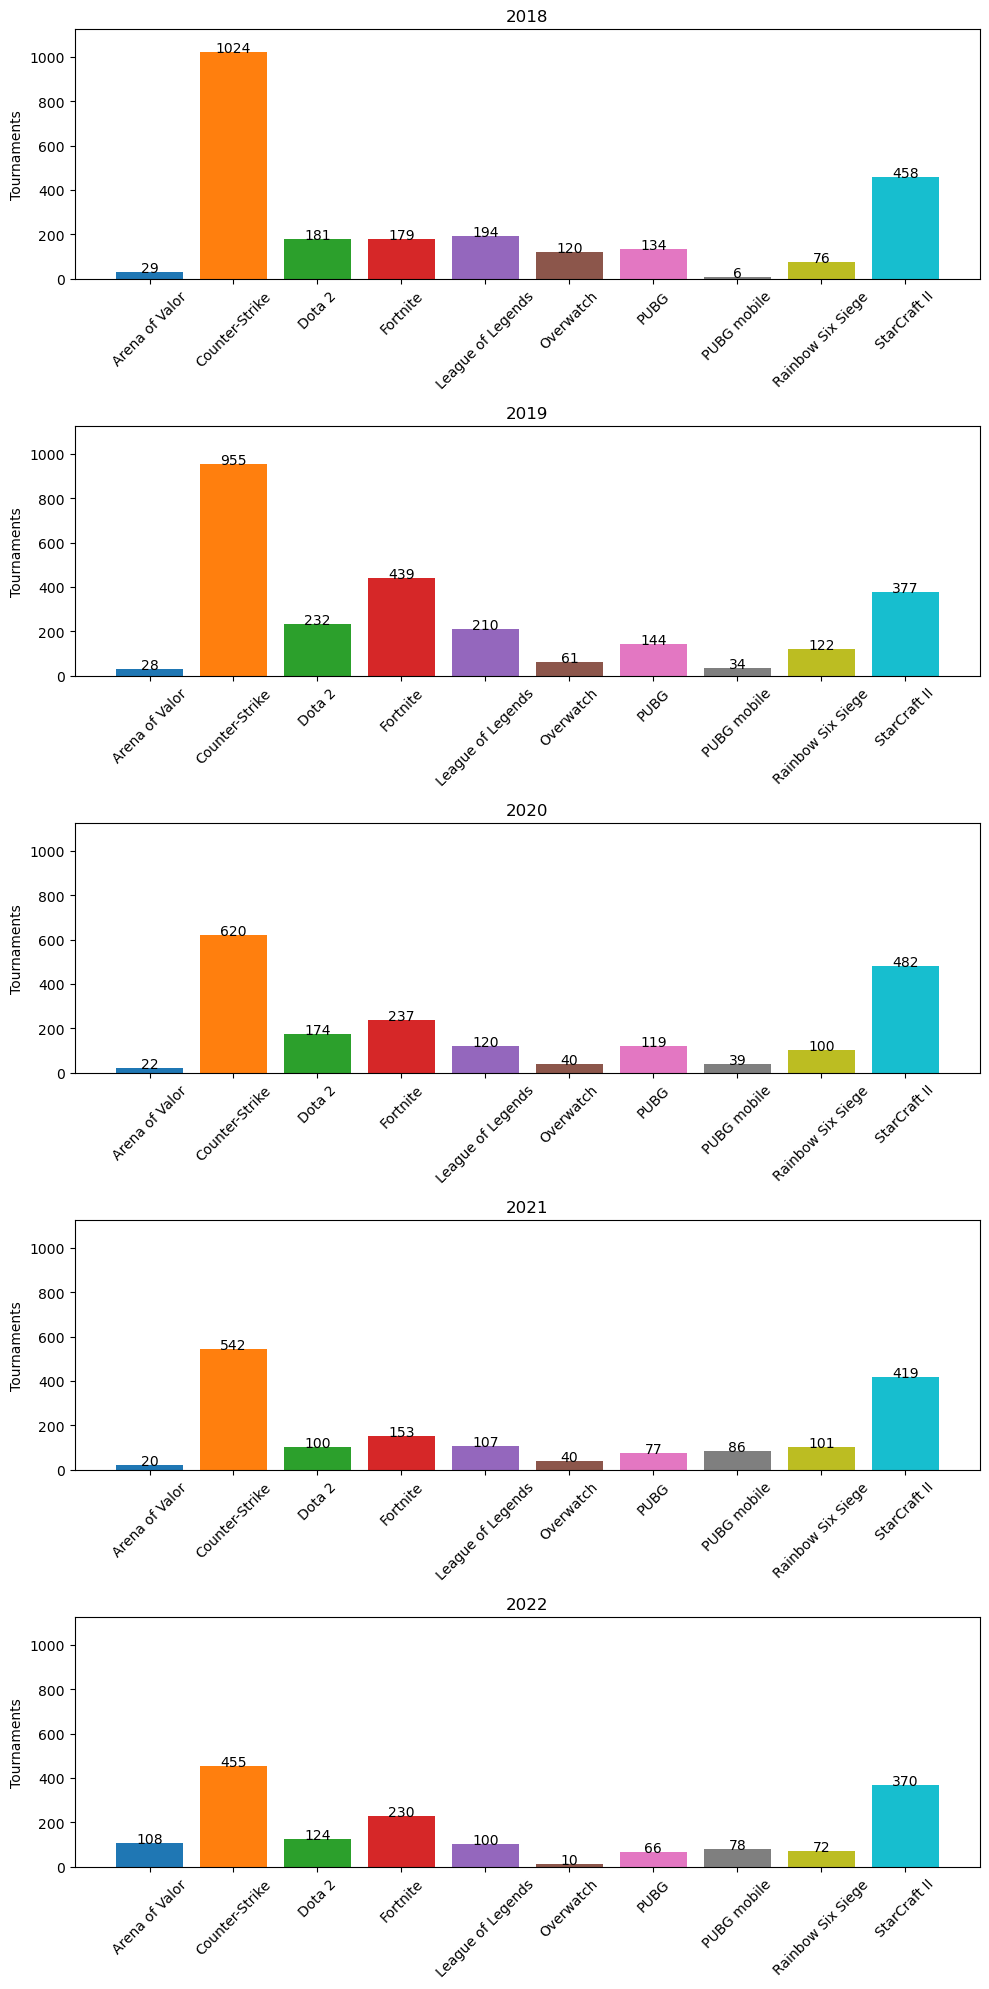 2018
Tournaments
1000
800
600
400
200
0
29
1024
181
179
194
120
134
6
76
458
Arena of Valor
Counter-Strike
Dota 2
Fortnite
League of Legends
Overwatch
PUBG
PUBG mobile
Rainbow Six Siege
StarCraft II
2019
Tournaments
1000
800
600
400
200
0
28
955
232
439
210
61
144
34
122
377
Arena of Valor
Counter-Strike
Dota 2
Fortnite
League of Legends
Overwatch
PUBG
PUBG mobile
Rainbow Six Siege
StarCraft II
2020
Tournaments
1000
800
600
400
200
0
22
620
174
237
120
40
119
39
100
482
Arena of Valor
Counter-Strike
Dota 2
Fortnite
League of Legends
Overwatch
PUBG
PUBG mobile
Rainbow Six Siege
StarCraft II
2021
Tournaments
1000
800
600
400
200
0
20
542
100
153
107
40
77
86
101
419
Arena of Valor
Counter-Strike
Dota 2
Fortnite
League of Legends
Overwatch
PUBG
PUBG mobile
Rainbow Six Siege
StarCraft II
2022
Tournaments
1000
800
600
400
200
0
108
455
124
230
100
10
66
78
72
370
Arena of Valor
Counter-Strike
Dota 2
Fortnite
League of Legends
Overwatch
PUBG
PUBG mobile
Rainbow Six Siege
StarCraft II